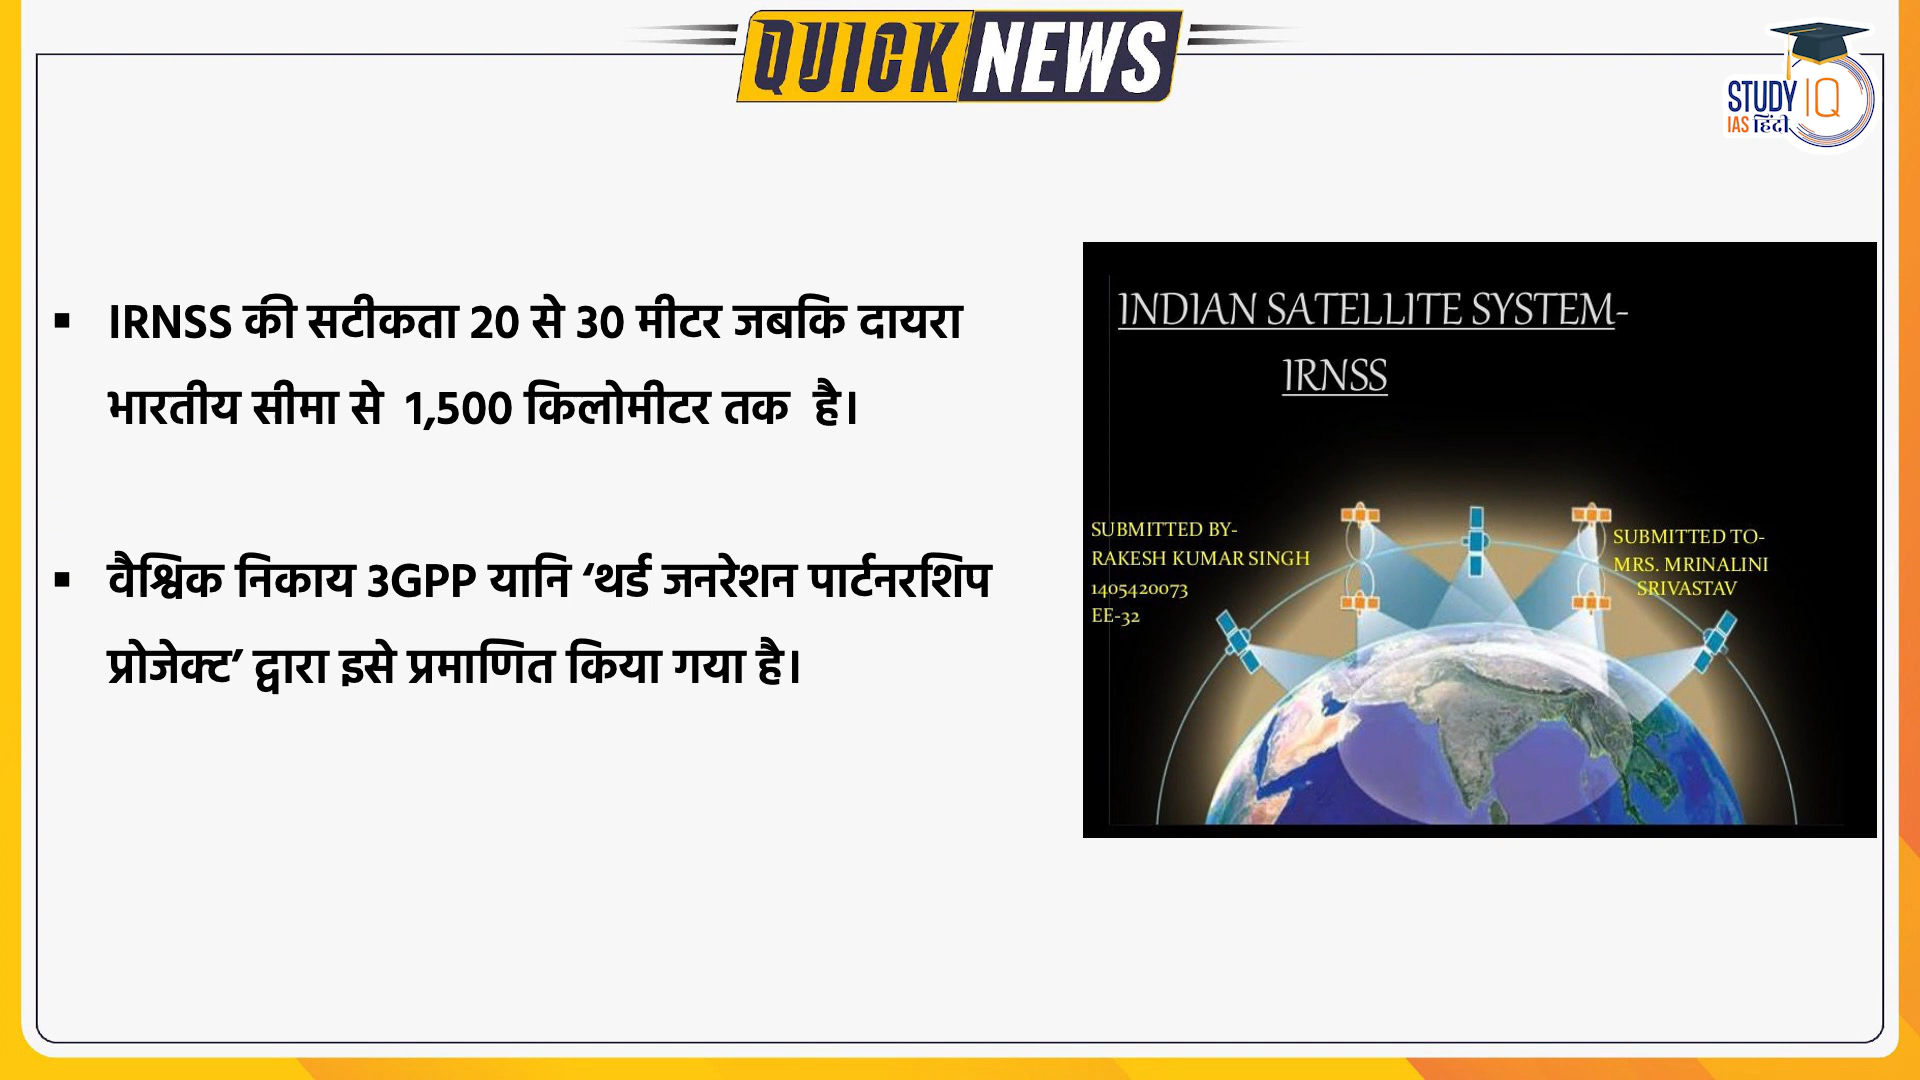 QUICK NEWS
STUDY IQ
IAS हिंदी
▪ IRNSS की सटीकता 20 से 30 मीटर जबकि दायरा
भारतीय सीमा से 1,500 किलोमीटर तक है।
▪ वैश्विक निकाय 3GPP यानि ‘थर्ड जनरेशन पार्टनरशिप
प्रोजेक्ट’ द्वारा इसे प्रमाणित किया गया है।
INDIAN SATELLITE SYSTEM-
IRNSS
SUBMITTED BY-
RAKESH KUMAR SINGH
1405420073
EE-32
SUBMITTED TO-
MRS. MRINALINI
SRIVASTAV